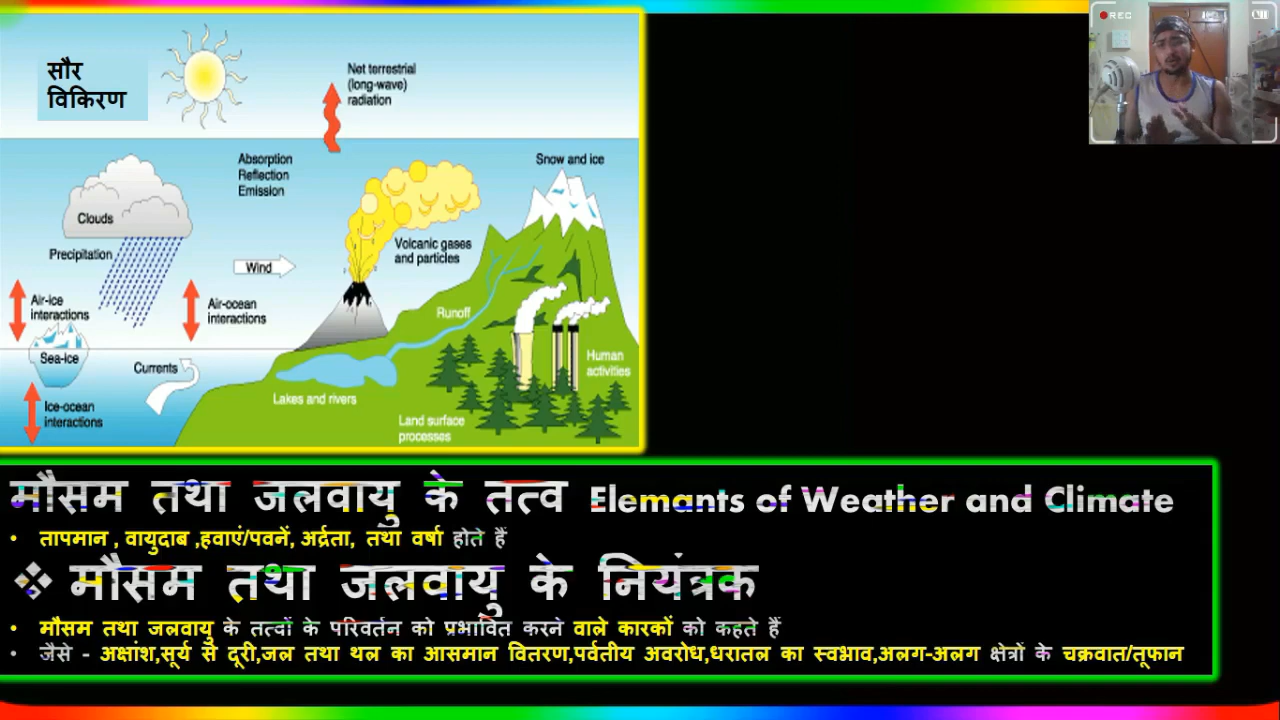 REC
सौर
विकिरण
Net terrestrial
(long-wave)
radiation
Absorption
Reflection
Emission
Snow and ice
Clouds
Precipitation
Wind
Volcanic gases
and particles
Air-ice
interactions
Air-ocean
interactions
Runoff
Sea-ice
Currents
Human
activities
Ice-ocean
interactions
Lakes and rivers
Land surface
processes
मौसम तथा जलवायु के तत्व Elemants of Weather and Climate
• तापमान , वायुदाब ,हवाएं/पवनें, अर्द्रता, तथा वर्षा होते हैं
❖ मौसम तथा जलवायु के नियंत्रक
• मौसम तथा जलवायु के तत्वों के परिवर्तन को प्रभावित करने वाले कारकों को कहते हैं
• जैसे - अक्षांश,सूर्य से दूरी,जल तथा थल का आसमान वितरण,पर्वतीय अवरोध,धरातल का स्वभाव,अलग-अलग क्षेत्रों के चक्रवात/तूफान